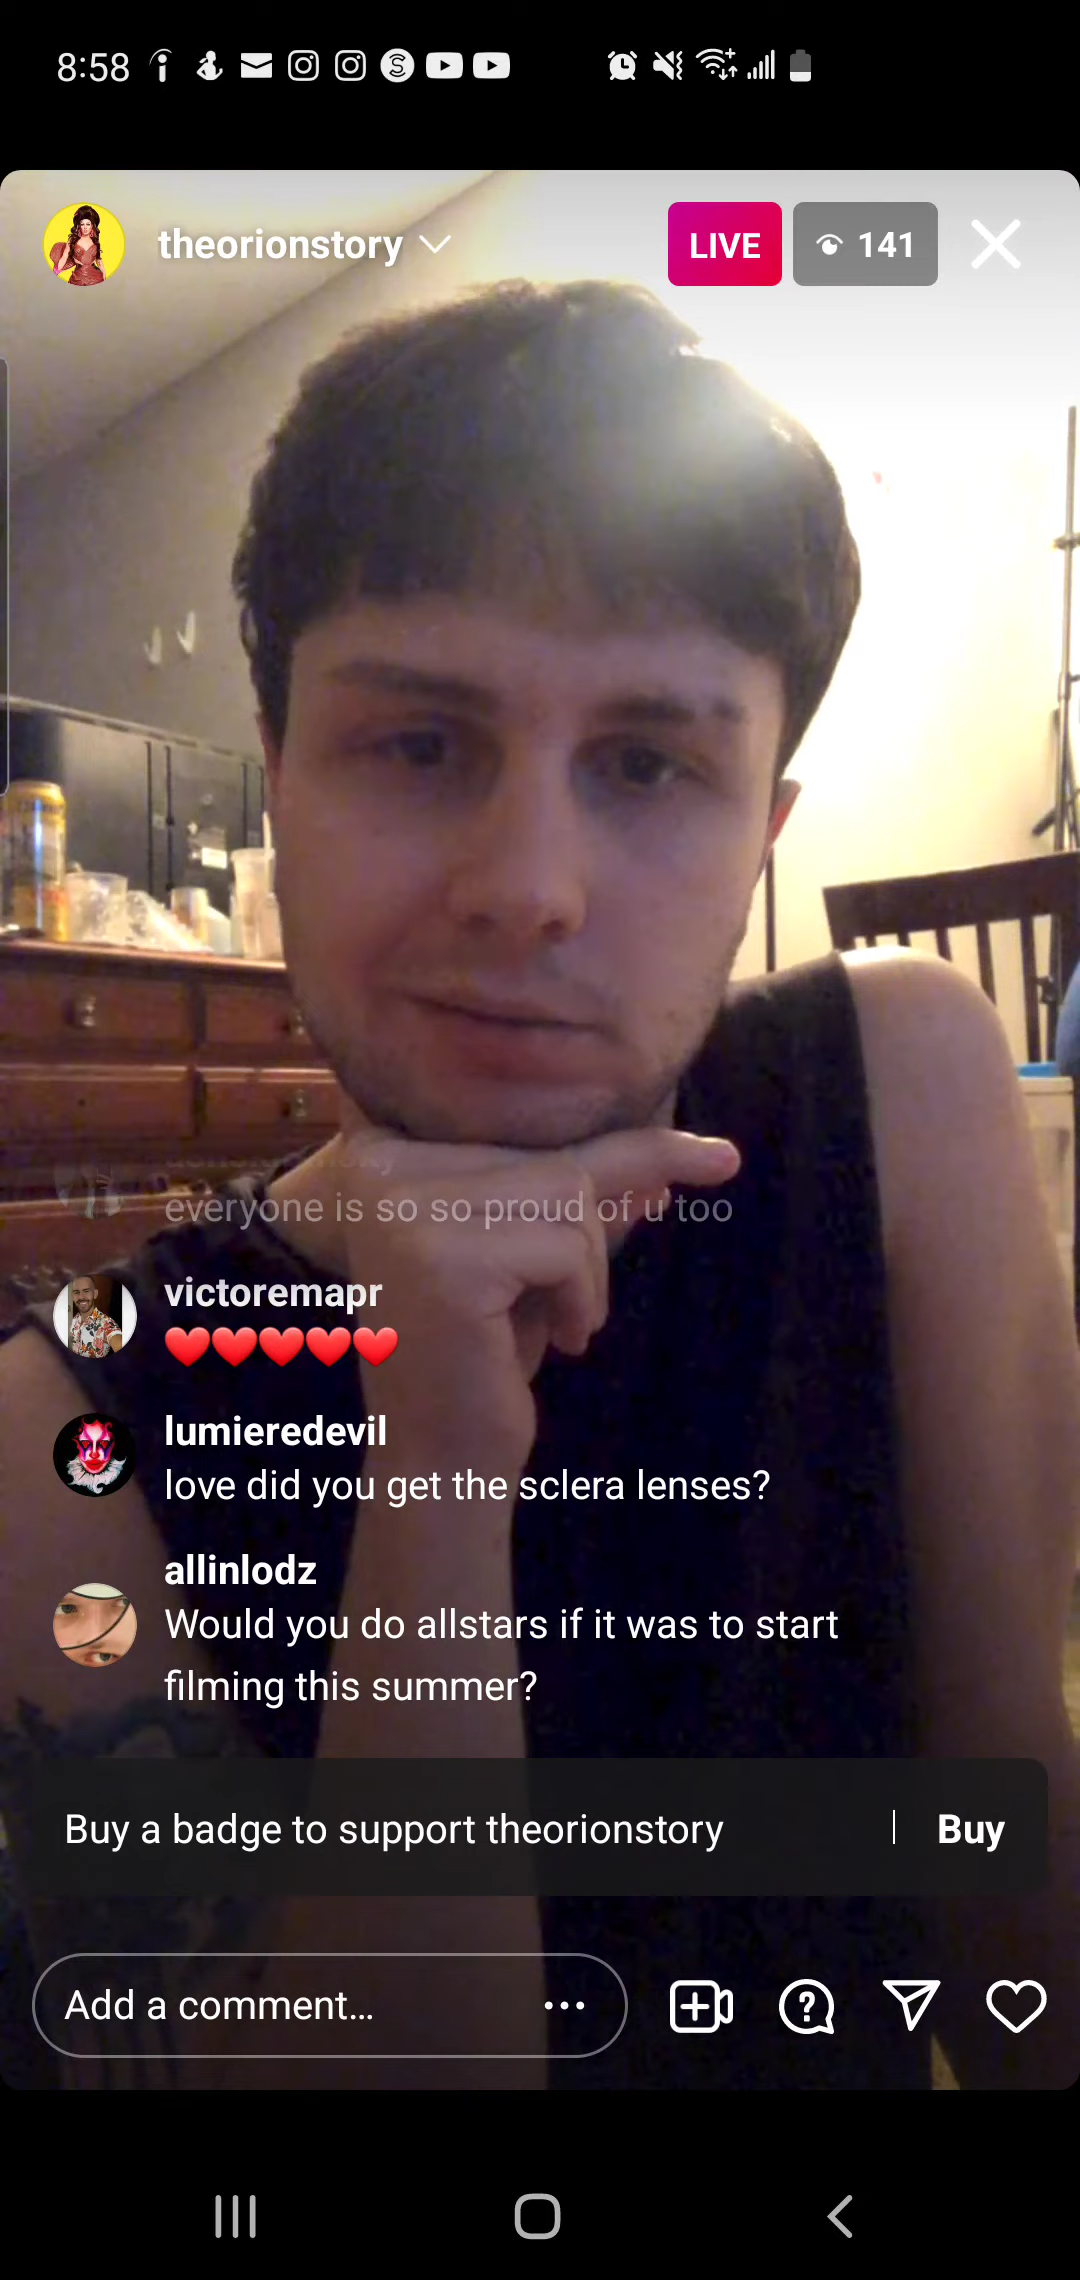 8:58
theorionstory
LIVE
141
everyone is so so proud of u too
victoremapr
❤️❤️❤️❤️❤️
lumieredevil
love did you get the sclera lenses?
allinlodz
Would you do allstars if it was to start
filming this summer?
Buy a badge to support theorionstory | Buy
Add a comment...